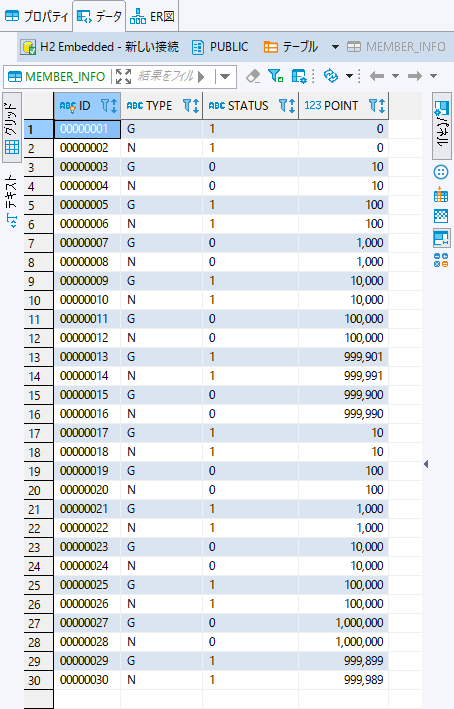 プロパティ データ ER図
H2 Embedded - 新しい接続 PUBLIC テーブル MEMBER_INFO
MEMBER_INFO 結果をフィル
グリッド
テキスト
パネル
ABC ID ABC TYPE ABC STATUS 123 POINT
1 00000001 G 1 0
2 00000002 N 1 0
3 00000003 G 0 10
4 00000004 N 0 10
5 00000005 G 1 100
6 00000006 N 1 100
7 00000007 G 0 1,000
8 00000008 N 0 1,000
9 00000009 G 1 10,000
10 00000010 N 1 10,000
11 00000011 G 0 100,000
12 00000012 N 0 100,000
13 00000013 G 1 999,901
14 00000014 N 1 999,991
15 00000015 G 0 999,900
16 00000016 N 0 999,990
17 00000017 G 1 10
18 00000018 N 1 10
19 00000019 G 0 100
20 00000020 N 0 100
21 00000021 G 1 1,000
22 00000022 N 1 1,000
23 00000023 G 0 10,000
24 00000024 N 0 10,000
25 00000025 G 1 100,000
26 00000026 N 1 100,000
27 00000027 G 0 1,000,000
28 00000028 N 0 1,000,000
29 00000029 G 1 999,899
30 00000030 N 1 999,989